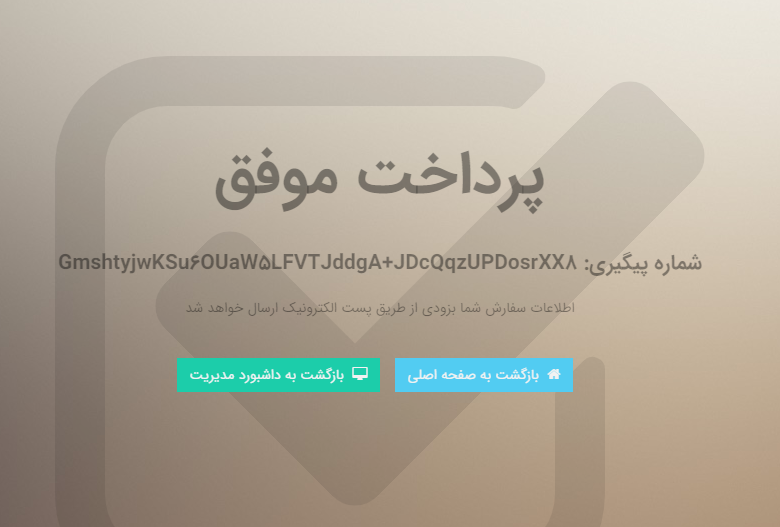 پرداخت موفق
شماره پیگیری: GmshtyjwKSu۶OUaW۵LFVTJddgA+JDcQqzUPDosrXX۸
اطلاعات سفارش شما بزودی از طریق پست الکترونیک ارسال خواهد شد
بازگشت به صفحه اصلی
بازگشت به داشبورد مدیریت